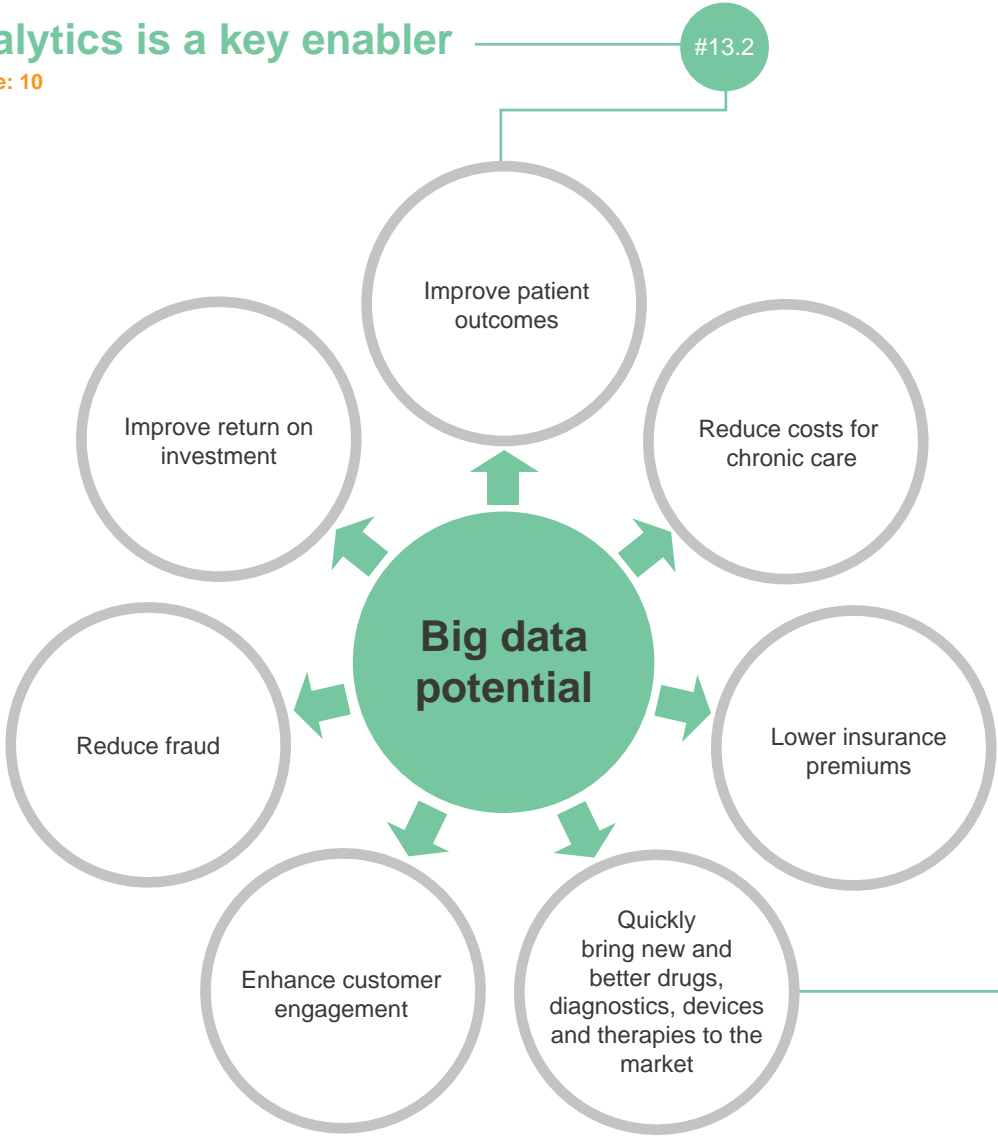 alytics is a key enabler
#13.2
e: 10
Improve patient
outcomes
Improve return on
investment
Reduce costs for
chronic care
Big data
potential
Reduce fraud
Lower insurance
premiums
Enhance customer
engagement
Quickly
bring new and
better drugs,
diagnostics, devices
and therapies to the
market